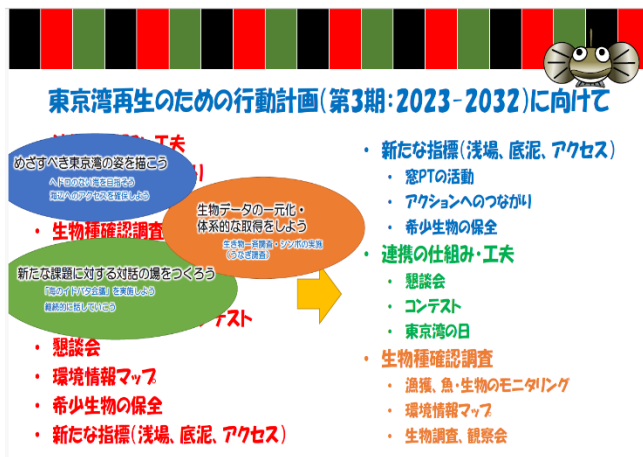 東京湾再生のための行動計画(第3期:2023-2032)に向けて
めざすべき東京湾の姿を描こう
ヘドロのない海を目指そう
海辺へのアクセスを確保しよう
・生物種確認調査
生物データの一元化・
体系的な取得をしよう
生き物一斉調査・シンポの実施
(うなぎ調査)
新たな課題に対する対話の場をつくろう
「海のイドバタ会議」を実施しよう
継続的に話していこう
・懇談会
・環境情報マップ
・希少生物の保全
・新たな指標(浅場、底泥、アクセス)
・新たな指標(浅場、底泥、アクセス)
・窓PTの活動
・アクションへのつながり
・希少生物の保全
・連携の仕組み・工夫
・懇談会
・コンテスト
・東京湾の日
・生物種確認調査
・漁獲、魚・生物のモニタリング
・環境情報マップ
・生物調査、観察会